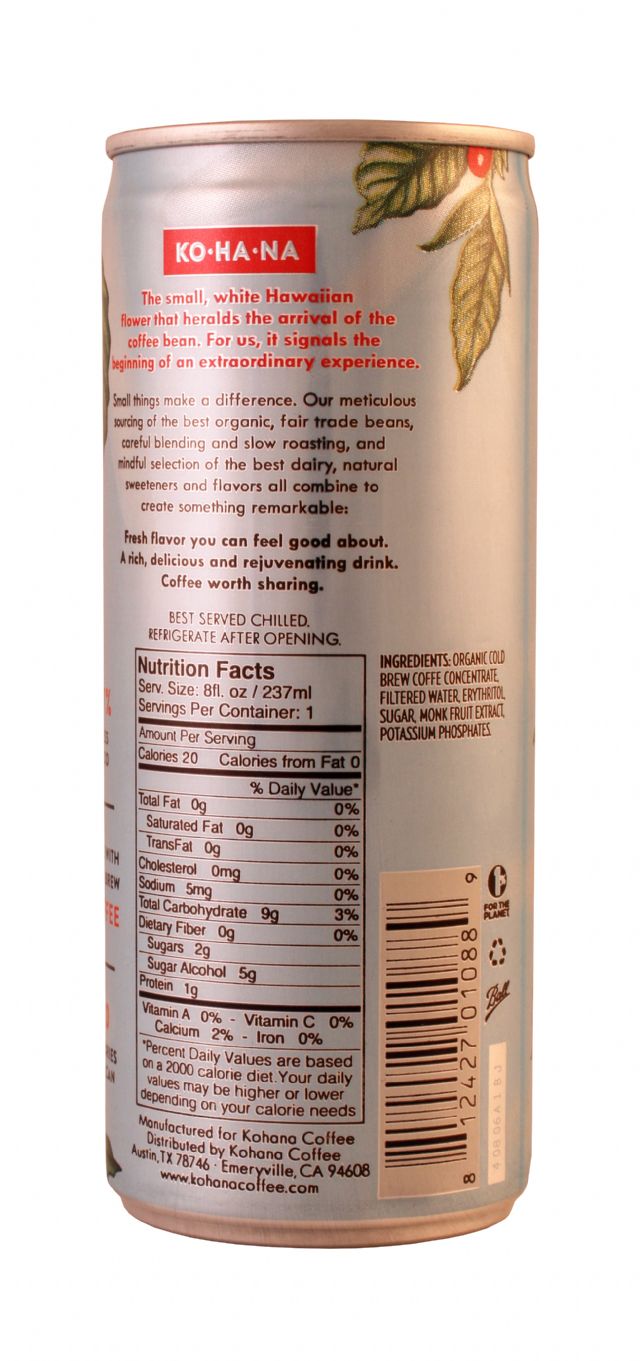 KO·HA·NA
The small, white Hawaiian
flower that heralds the arrival of the
coffee bean. For us, it signals the
beginning of an extraordinary experience.
Small things make a difference. Our meticulous
sourcing of the best organic, fair trade beans,
careful blending and slow roasting, and
mindful selection of the best dairy, natural
sweeteners and flavors all combine to
create something remarkable:
Fresh flavor you can feel good about.
A rich, delicious and rejuvenating drink.
Coffee worth sharing.
BEST SERVED CHILLED.
REFRIGERATE AFTER OPENING.
Nutrition Facts
Serv. Size: 8fl. oz / 237ml
Servings Per Container: 1
Amount Per Serving
Calories 20 Calories from Fat 0
% Daily Value*
Total Fat 0g 0%
Saturated Fat 0g 0%
TransFat 0g 0%
Cholesterol 0mg 0%
Sodium 5mg 0%
Total Carbohydrate 9g 3%
Dietary Fiber 0g 0%
Sugars 2g
Sugar Alcohol 5g
Protein 1g
Vitamin A 0% - Vitamin C 0%
Calcium 2% - Iron 0%
*Percent Daily Values are based
on a 2000 calorie diet.Your daily
values may be higher or lower
depending on your calorie needs
Manufactured for Kohana Coffee
Distributed by Kohana Coffee
Austin,TX 78746 · Emeryville, CA 94608
www.kohanacoffee.com
INGREDIENTS: ORGANIC COLD
BREW COFFE CONCENTRATE,
FILTERED WATER, ERYTHRITOL,
SUGAR, MONK FRUIT EXTRACT,
POTASSIUM PHOSPHATES.
8 12427 01088 9
1%
FOR THE
PLANET
Ball
40806A1BJ
%
WITH